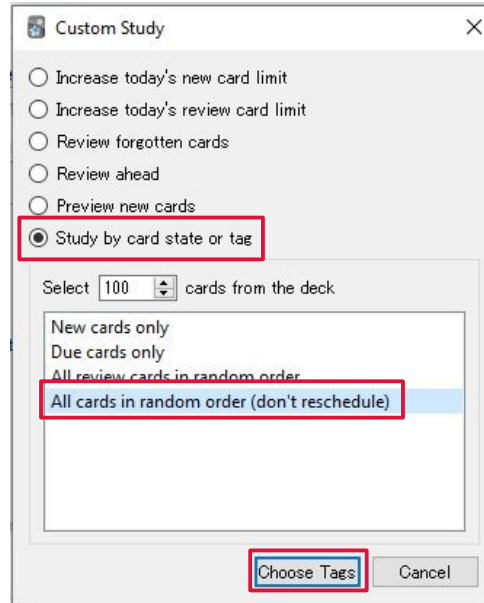 Custom Study
Increase today's new card limit
Increase today's review card limit
Review forgotten cards
Review ahead
Preview new cards
Study by card state or tag
Select 100 cards from the deck
New cards only
Due cards only
All review cards in random order
All cards in random order (don't reschedule)
Choose Tags Cancel